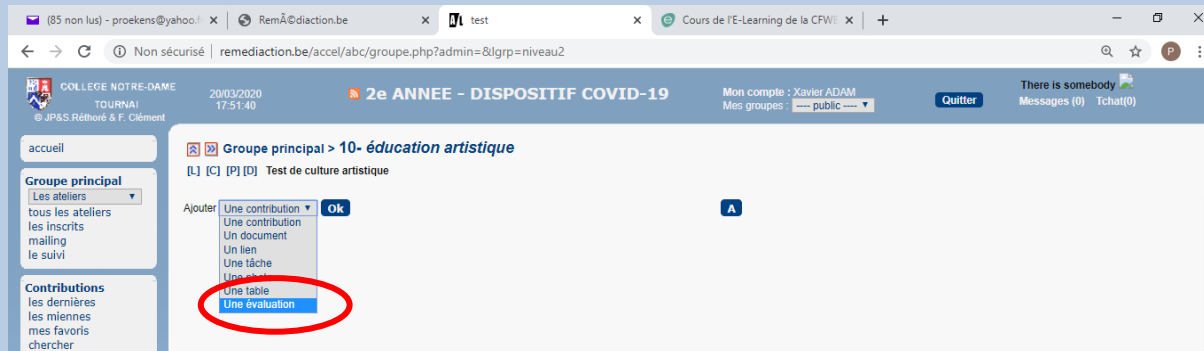 (85 non lus) - proekens@yahoo.f
RemÃ©diaction.be
test
Cours de l'E-Learning de la CFWB
Non sécurisé | remediaction.be/accel/abc/groupe.php?admin=&lgrp=niveau2
P
COLLEGE NOTRE-DAME
TOURNAI
© JP&S.Réthoré & F. Clément
20/03/2020
17:51:40
2e ANNEE - DISPOSITIF COVID-19
Mon compte : Xavier ADAM
Mes groupes : ---- public ----
Quitter
There is somebody
Messages (0) Tchat(0)
accueil
Groupe principal
Les ateliers
tous les ateliers
les inscrits
mailing
le suivi
Contributions
les dernières
les miennes
mes favoris
chercher
Groupe principal > 10- éducation artistique
[L] [C] [P] [D] Test de culture artistique
Ajouter Une contribution Ok
A
Une contribution
Un document
Un lien
Une tâche
Une photo
Une table
Une évaluation